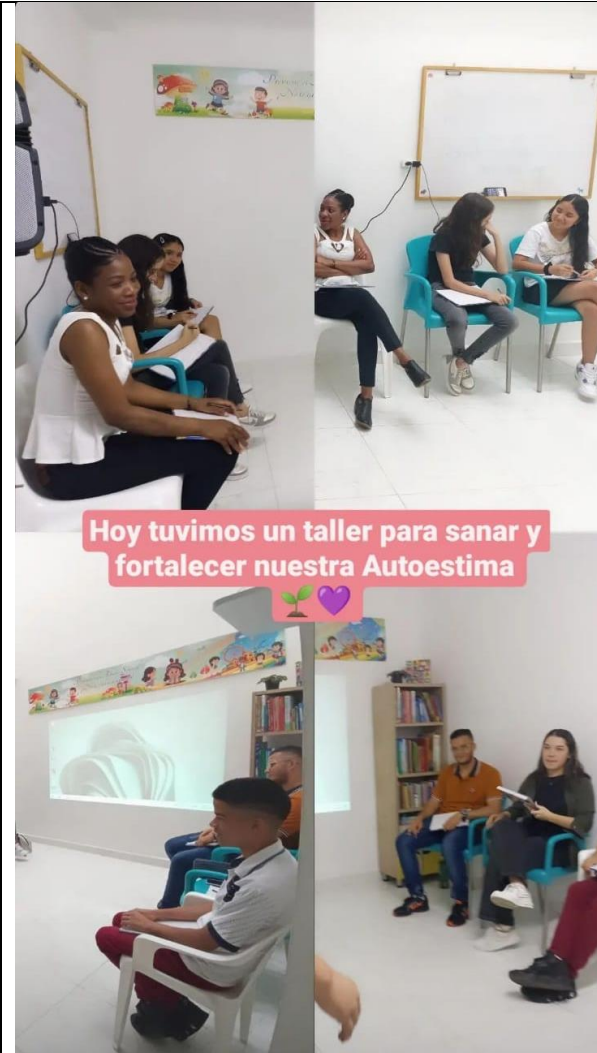 Hoy tuvimos un taller para sanar y
fortalecer nuestra Autoestima
🌱💜